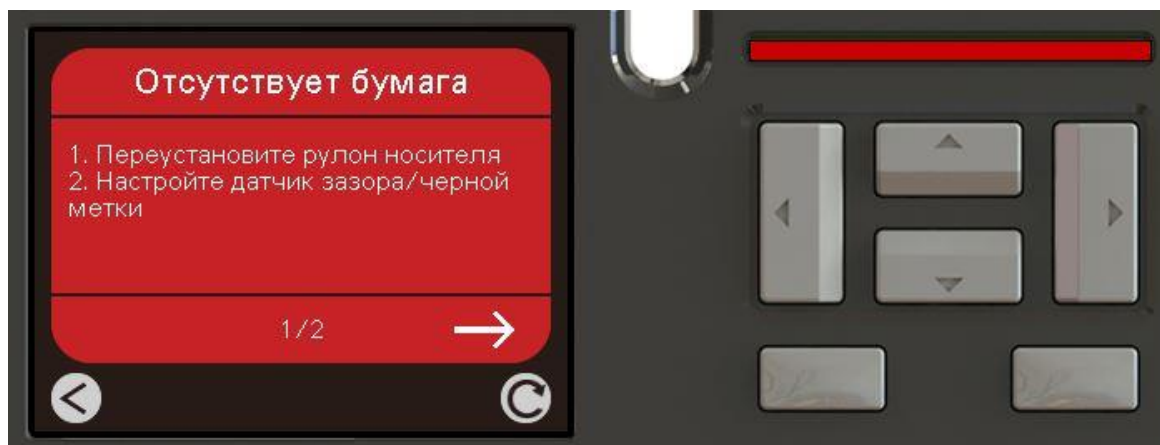 Отсутствует бумага
1. Переустановите рулон носителя
2. Настройте датчик зазора/черной
метки
1/2